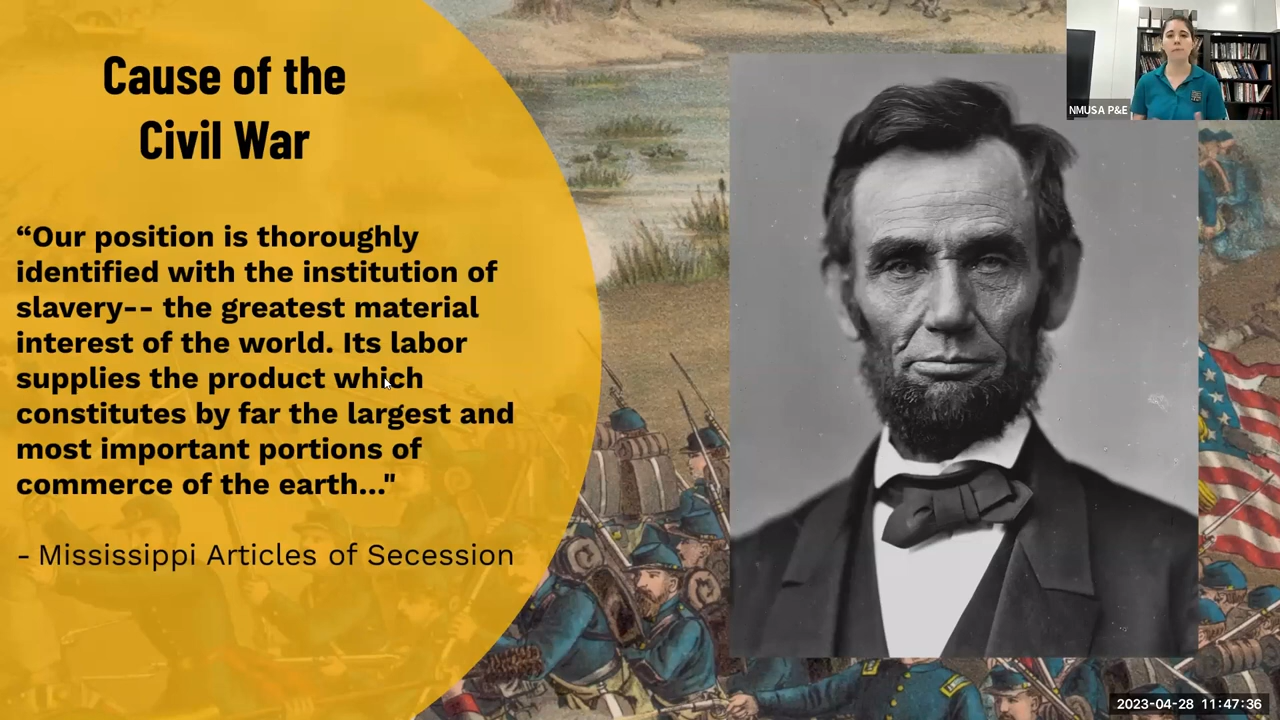 Cause of the
Civil War
“Our position is thoroughly
identified with the institution of
slavery-- the greatest material
interest of the world. Its labor
supplies the product which
constitutes by far the largest and
most important portions of
commerce of the earth..."
- Mississippi Articles of Secession
NMUSA P&E
2023-04-28 11:47:36